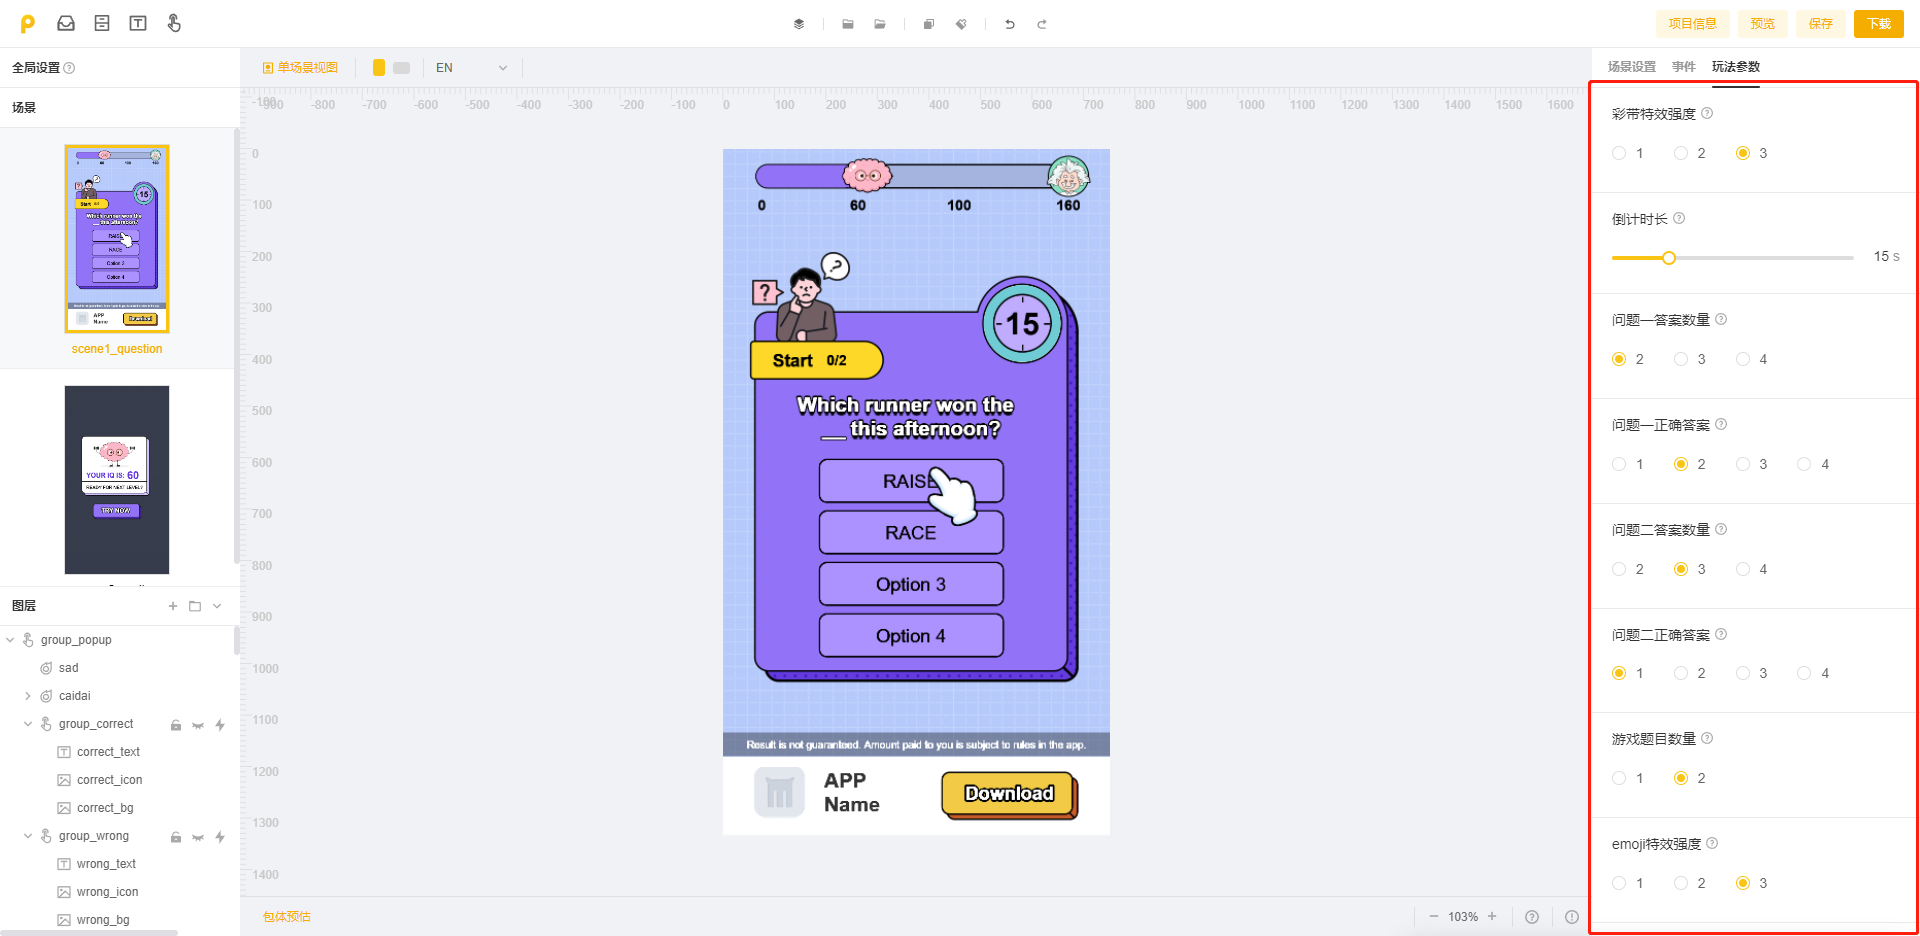 项目信息
预览
保存
下载
全局设置
场景
scene1_question
YOUR IQ IS: 60
READY FOR NEXT LEVEL?
TRY NOW
图层
group_popup
sad
caidai
group_correct
correct_text
correct_icon
correct_bg
group_wrong
wrong_text
wrong_icon
wrong_bg
单场景视图
EN
-900 -800 -700 -600 -500 -400 -300 -200 -100 0 100 200 300 400 500 600 700 800 900 1000 1100 1200 1300 1400 1500 1600
-100
0
100
200
300
400
500
600
700
800
900
1000
1100
1200
1300
1400
0 60 100 160
?
?
15
Start 0/2
Which runner won the
__ this afternoon?
RAISE
RACE
Option 3
Option 4
Result is not guaranteed. Amount paid to you is subject to rules in the app.
APP
Name
Download
包体预估
103%
场景设置 事件 玩法参数
彩带特效强度
1 2 3
倒计时长
15 s
问题一答案数量
2 3 4
问题一正确答案
1 2 3 4
问题二答案数量
2 3 4
问题二正确答案
1 2 3 4
游戏题目数量
1 2
emoji特效强度
1 2 3